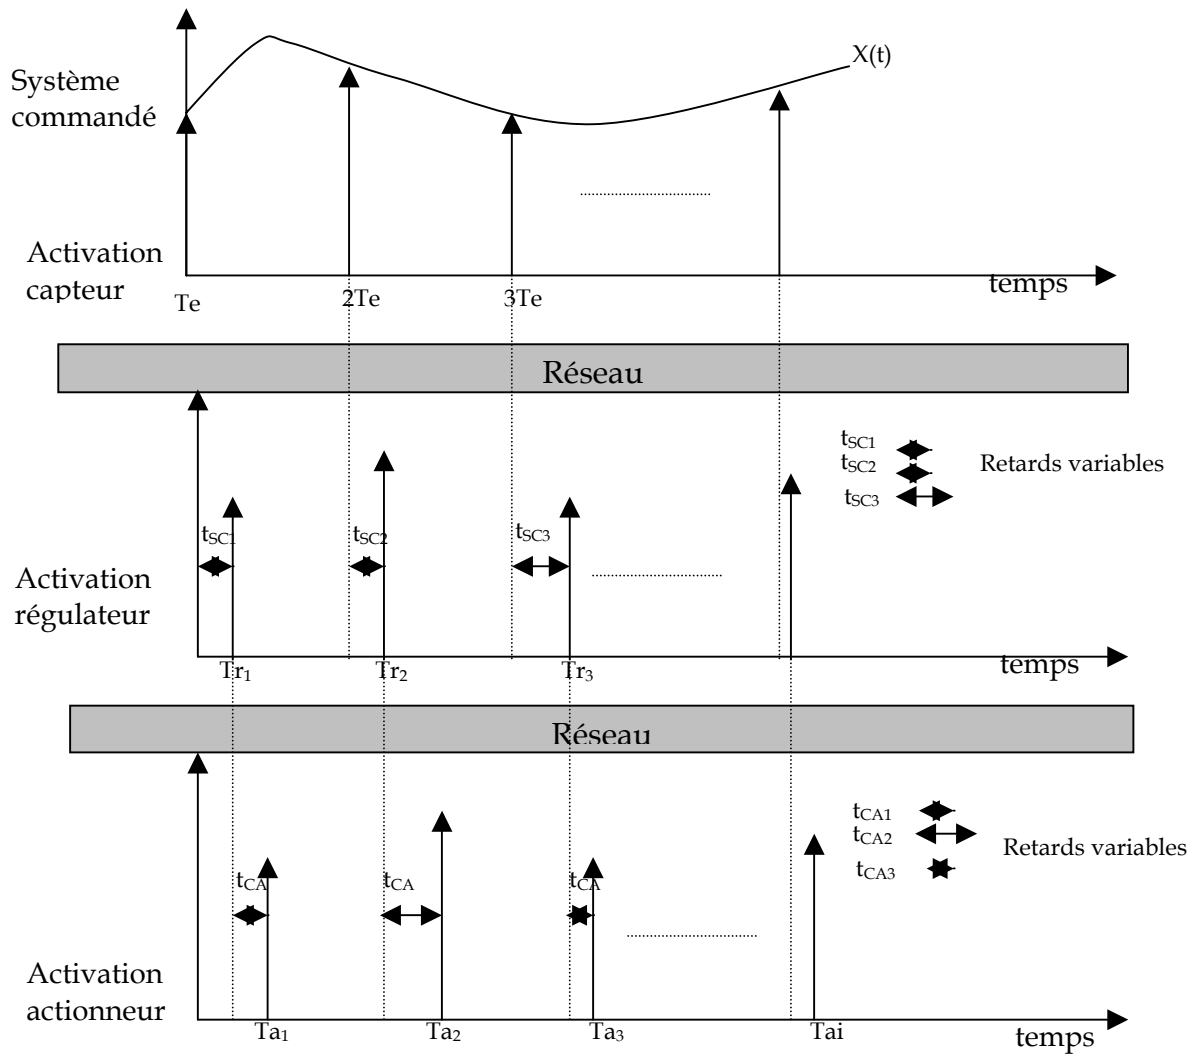 X(t)
Système
commandé
Activation
capteur
temps
Te
2Te
3Te
Réseau
tSC1
tSC2
Retards variables
tSC3
tSC1
tSC2
tSC3
Activation
régulateur
temps
Tr1
Tr2
Tr3
Réseau
tCA1
tCA2
Retards variables
tCA3
tCA
tCA
tCA
Activation
actionneur
Ta1
Ta2
Ta3
Tai
temps